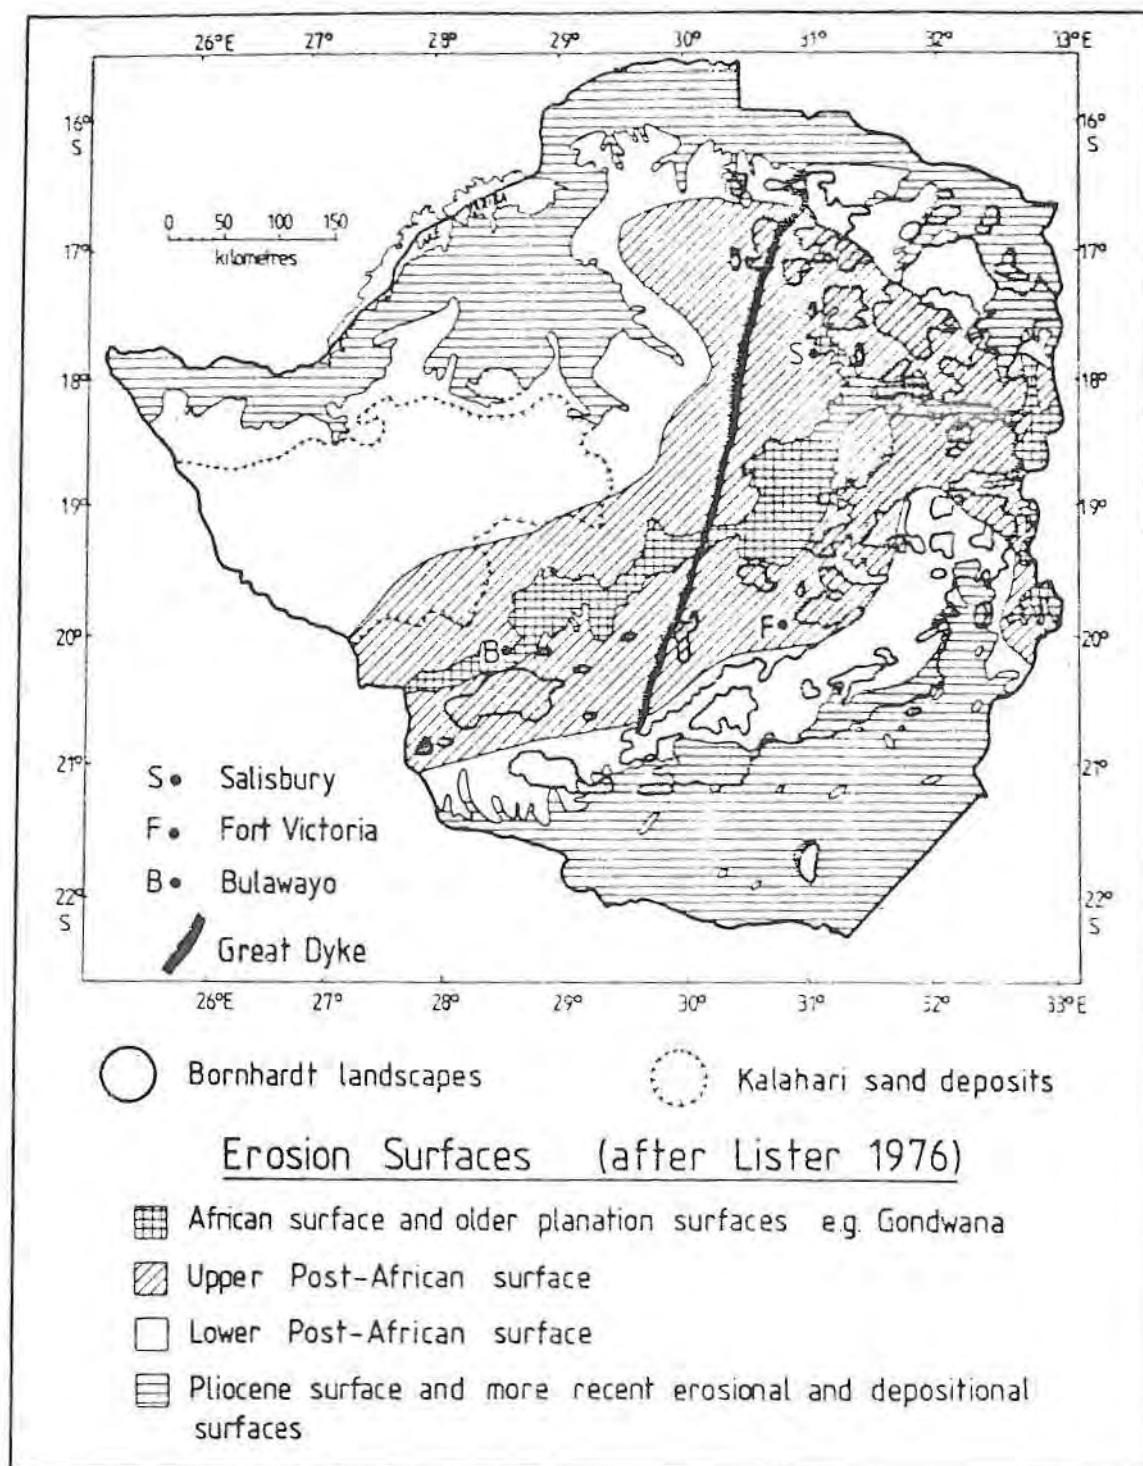 26°E 27° 28° 29° 30° 31° 32° 33°E
16° S 16° S
0 50 100 150
kilometres
17° 17°
S
18° 18°
19° 19°
F
20° 20°
B
21° 21°
S Salisbury
F Fort Victoria
B Bulawayo
22° S 22° S
Great Dyke
26°E 27° 28° 29° 30° 31° 32° 33°E
Bornhardt landscapes Kalahari sand deposits
Erosion Surfaces (after Lister 1976)
African surface and older planation surfaces e.g. Gondwana
Upper Post-African surface
Lower Post-African surface
Pliocene surface and more recent erosional and depositional
surfaces